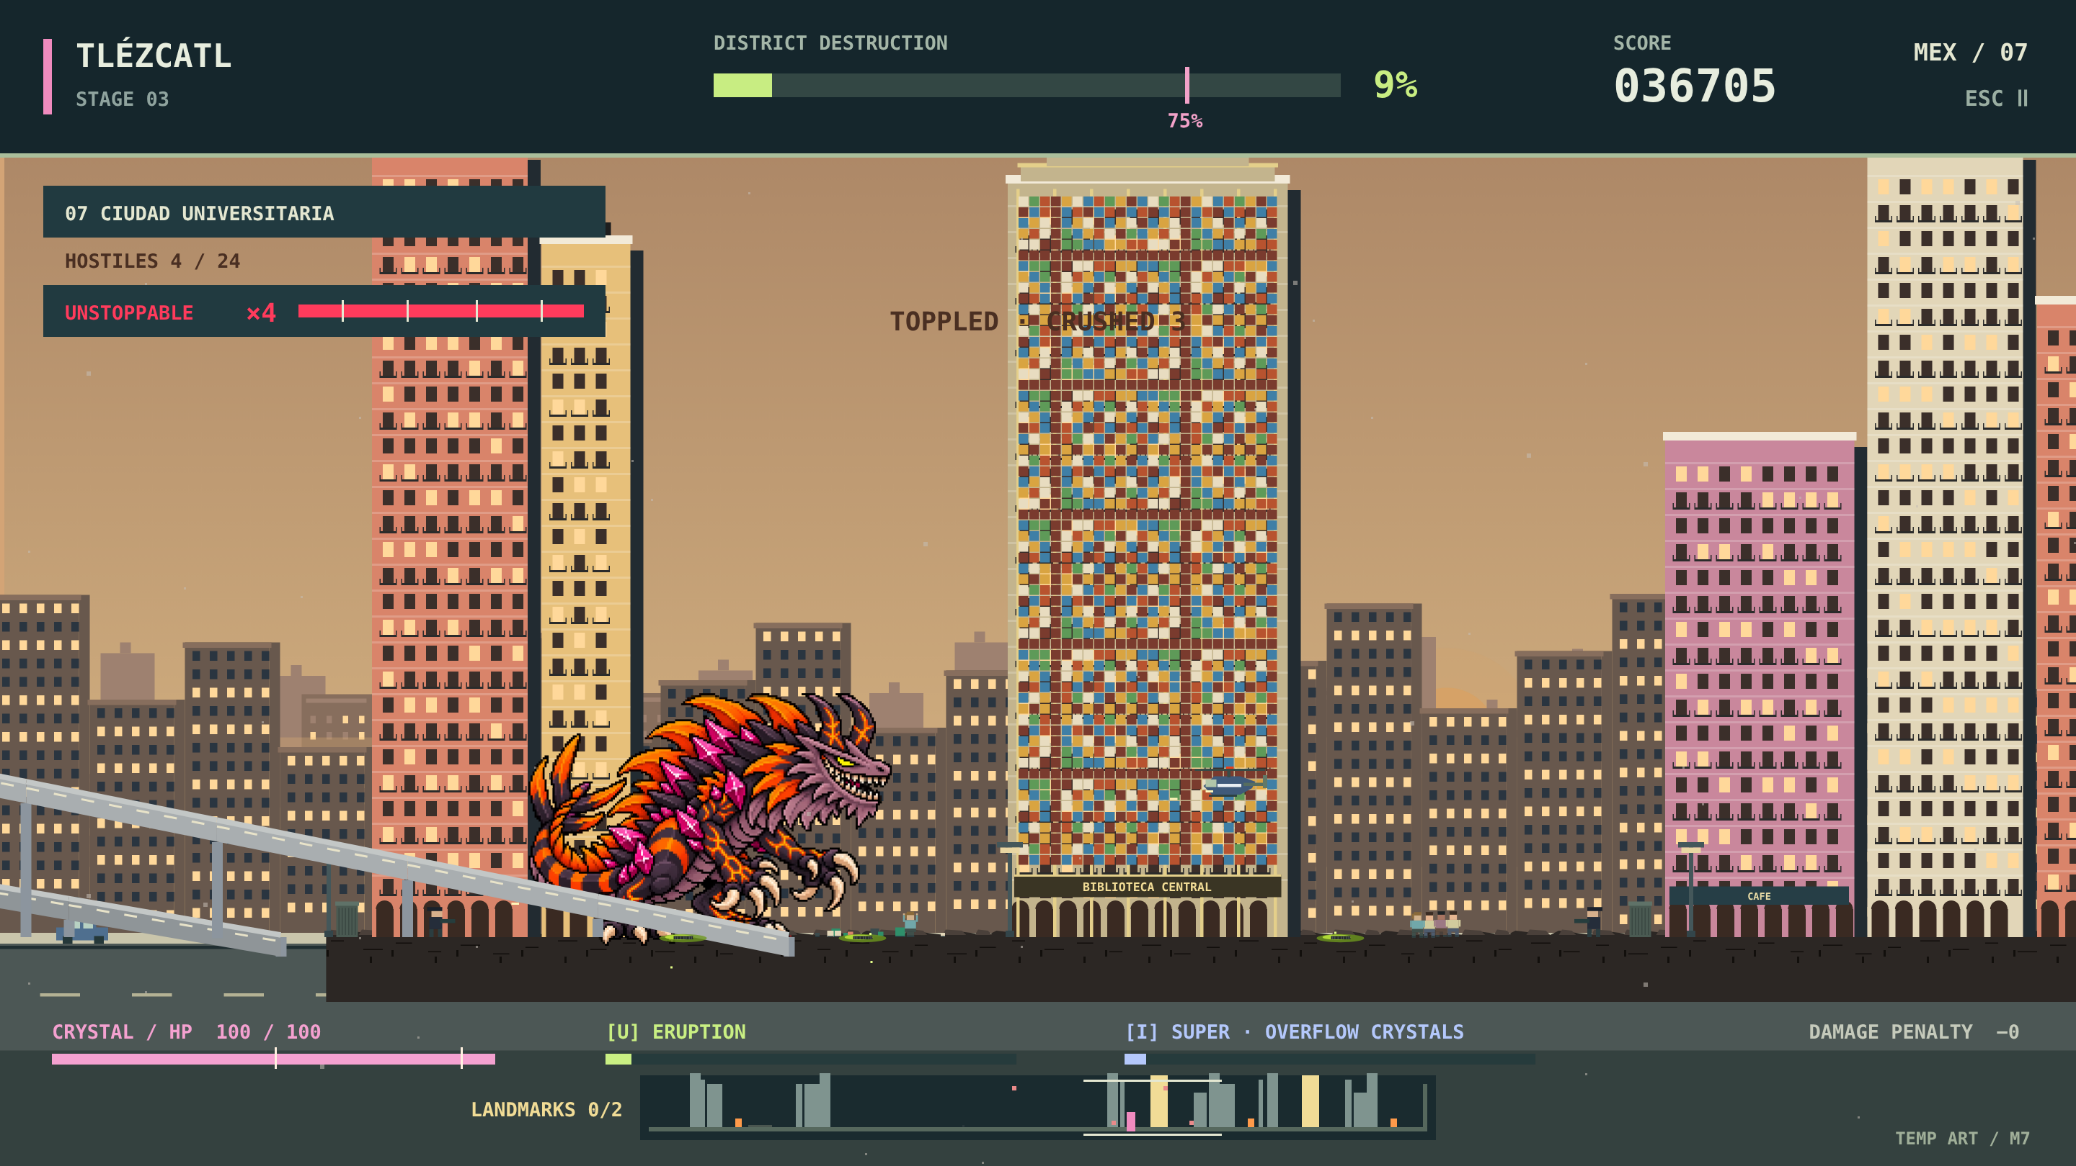 TLÉZCATL
STAGE 03
DISTRICT DESTRUCTION
9%
75%
SCORE
036705
MEX / 07
ESC II
07 CIUDAD UNIVERSITARIA
HOSTILES 4 / 24
UNSTOPPABLE ×4
TOPPLED · CRUSHED 3
BIBLIOTECA CENTRAL
CAFE
CRYSTAL / HP 100 / 100
[U] ERUPTION
[I] SUPER · OVERFLOW CRYSTALS
DAMAGE PENALTY −0
LANDMARKS 0/2
TEMP ART / M7